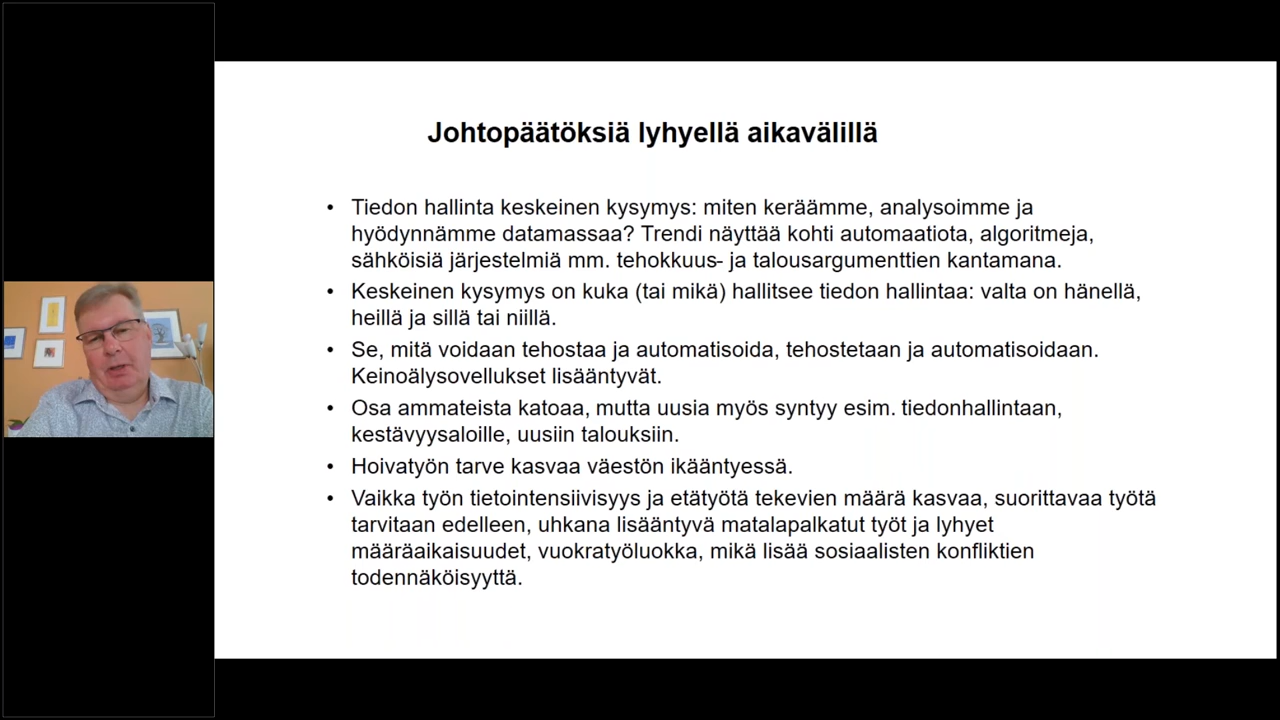 Johtopäätöksiä lyhyellä aikavälillä
• Tiedon hallinta keskeinen kysymys: miten keräämme, analysoimme ja
hyödynnämme datamassaa? Trendi näyttää kohti automaatiota, algoritmeja,
sähköisiä järjestelmiä mm. tehokkuus- ja talousargumenttien kantamana.
• Keskeinen kysymys on kuka (tai mikä) hallitsee tiedon hallintaa: valta on hänellä,
heillä ja sillä tai niillä.
• Se, mitä voidaan tehostaa ja automatisoida, tehostetaan ja automatisoidaan.
Keinoälysovellukset lisääntyvät.
• Osa ammateista katoaa, mutta uusia myös syntyy esim. tiedonhallintaan,
kestävyysaloille, uusiin talouksiin.
• Hoivatyön tarve kasvaa väestön ikääntyessä.
• Vaikka työn tietointensiivisyys ja etätyötä tekevien määrä kasvaa, suorittavaa työtä
tarvitaan edelleen, uhkana lisääntyvä matalapalkatut työt ja lyhyet
määräaikaisuudet, vuokratyöluokka, mikä lisää sosiaalisten konfliktien
todennäköisyyttä.